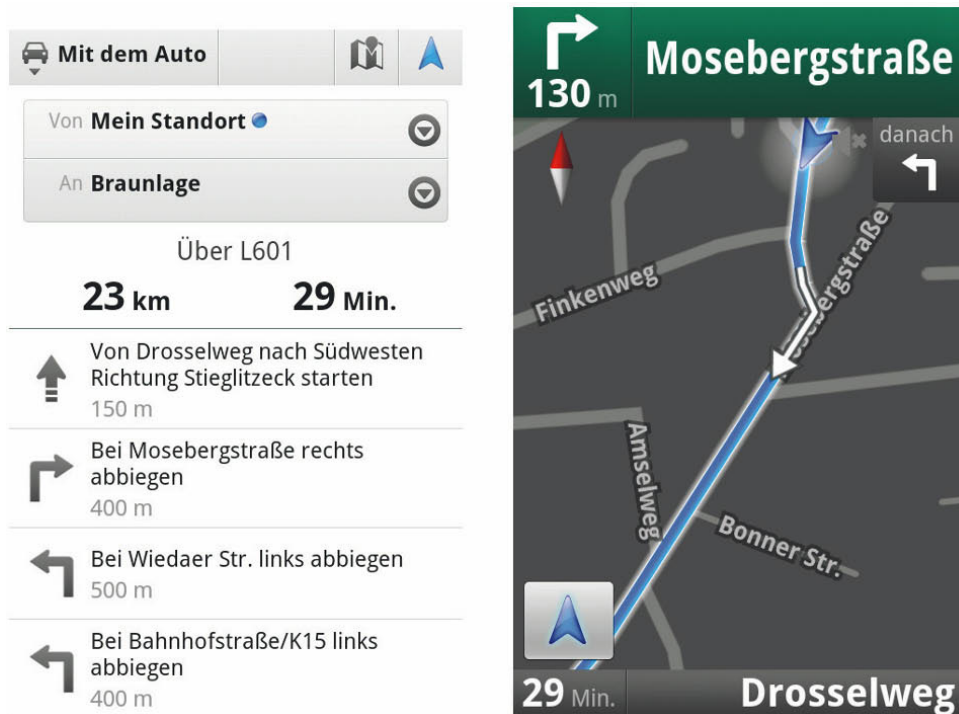 Mit dem Auto
Von Mein Standort
An Braunlage
Über L601
23 km 29 Min.
Von Drosselweg nach Südwesten
Richtung Stieglitzeck starten
150 m
Bei Mosebergstraße rechts
abbiegen
400 m
Bei Wiedaer Str. links abbiegen
500 m
Bei Bahnhofstraße/K15 links
abbiegen
400 m
Mosebergstraße
130 m
danach
Finkenweg
Mosebergstraße
Amselweg
Bonner Str.
29 Min. Drosselweg